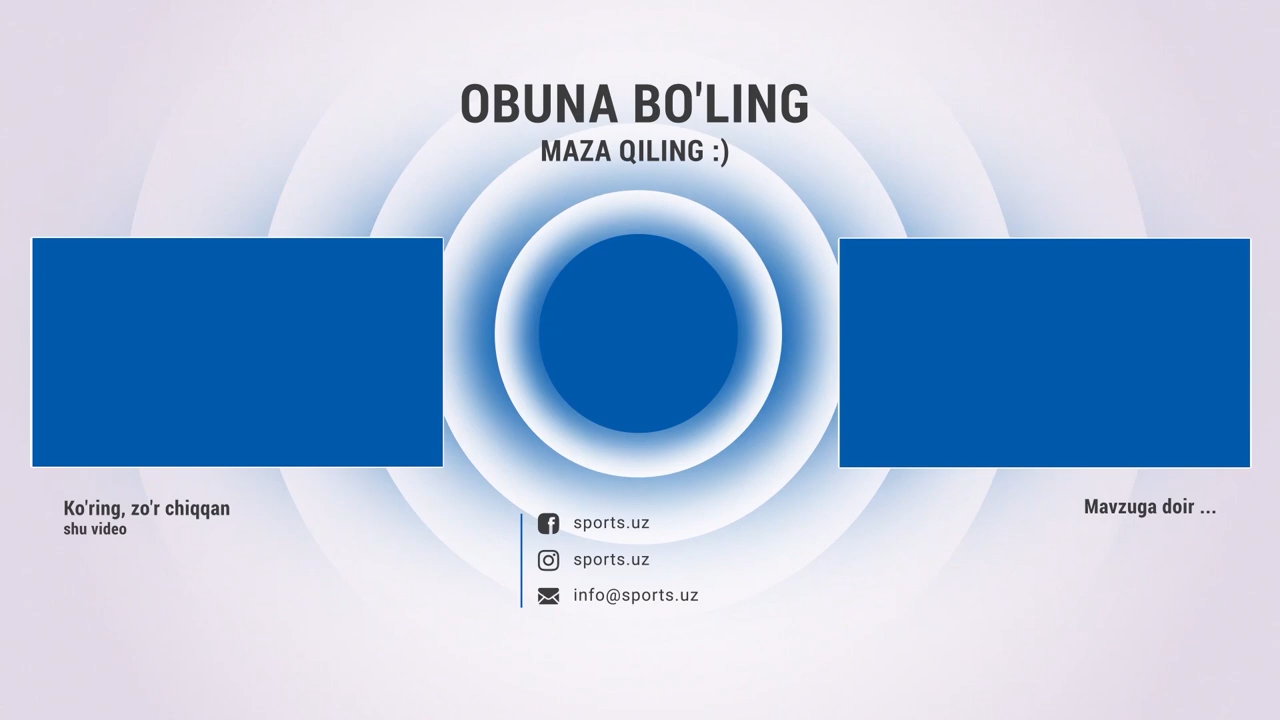 OBUNA BO'LING
MAZA QILING :)
Ko'ring, zo'r chiqqan
shu video
Mavzuga doir ...
sports.uz
sports.uz
info@sports.uz